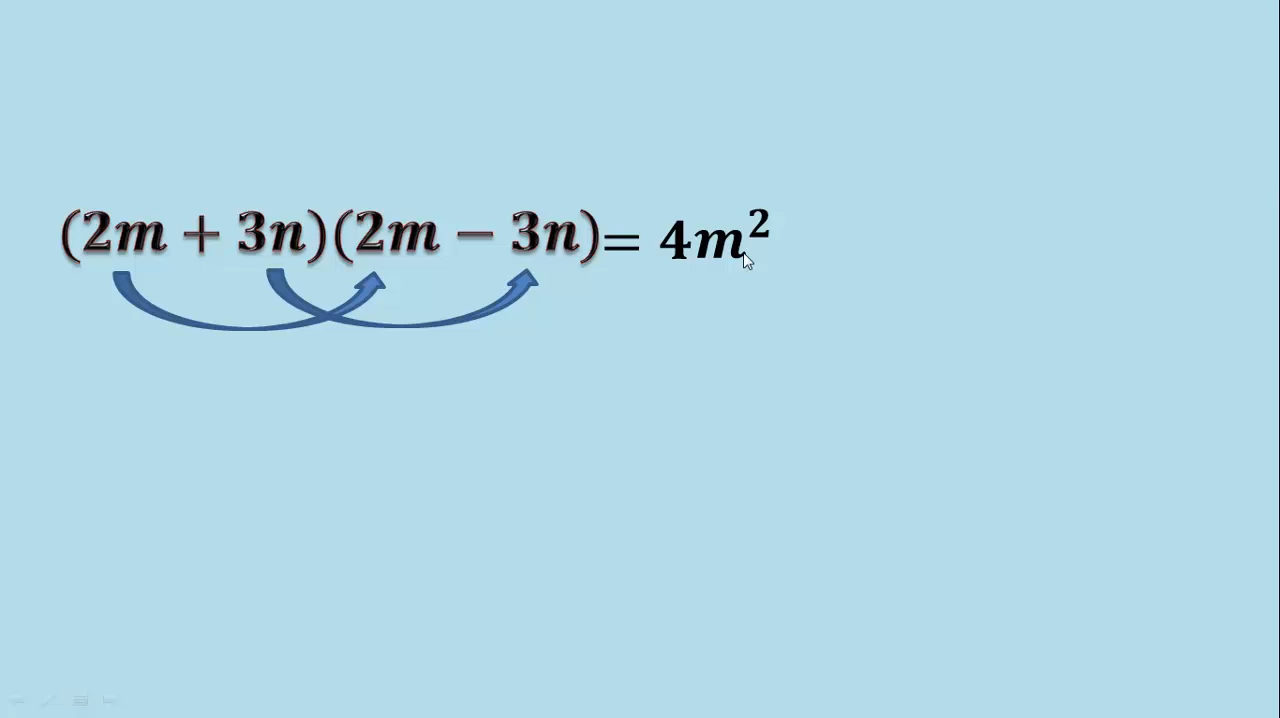 (2m + 3n)(2m − 3n) = 4m²